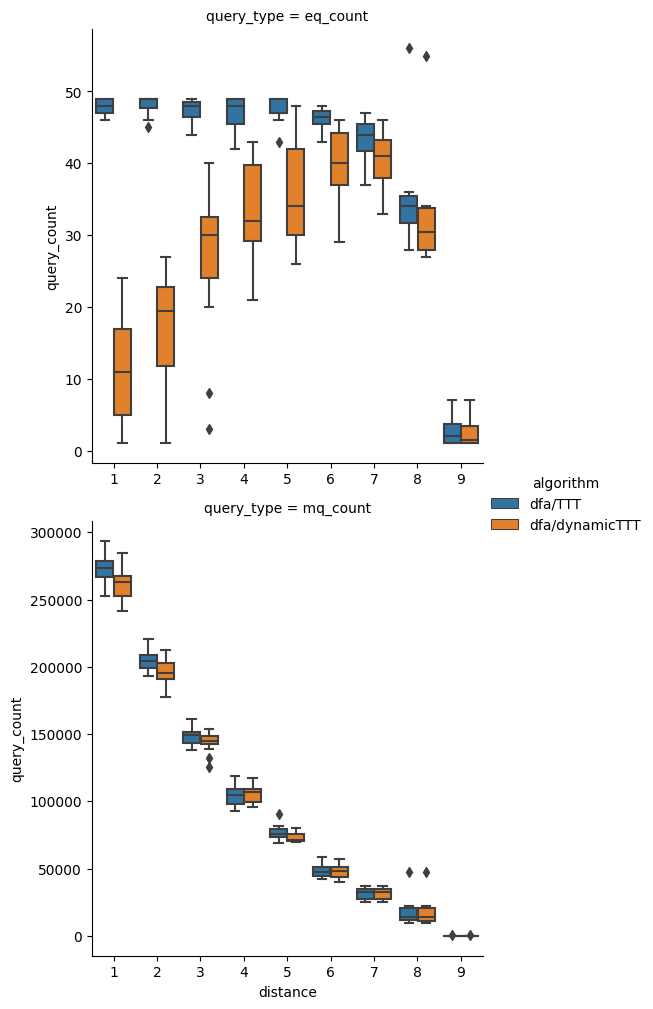 query_type = eq_count
50
40
30
20
10
0
query_count
1 2 3 4 5 6 7 8 9
algorithm
dfa/TTT
dfa/dynamicTTT
query_type = mq_count
300000
250000
200000
150000
100000
50000
0
query_count
1 2 3 4 5 6 7 8 9
distance